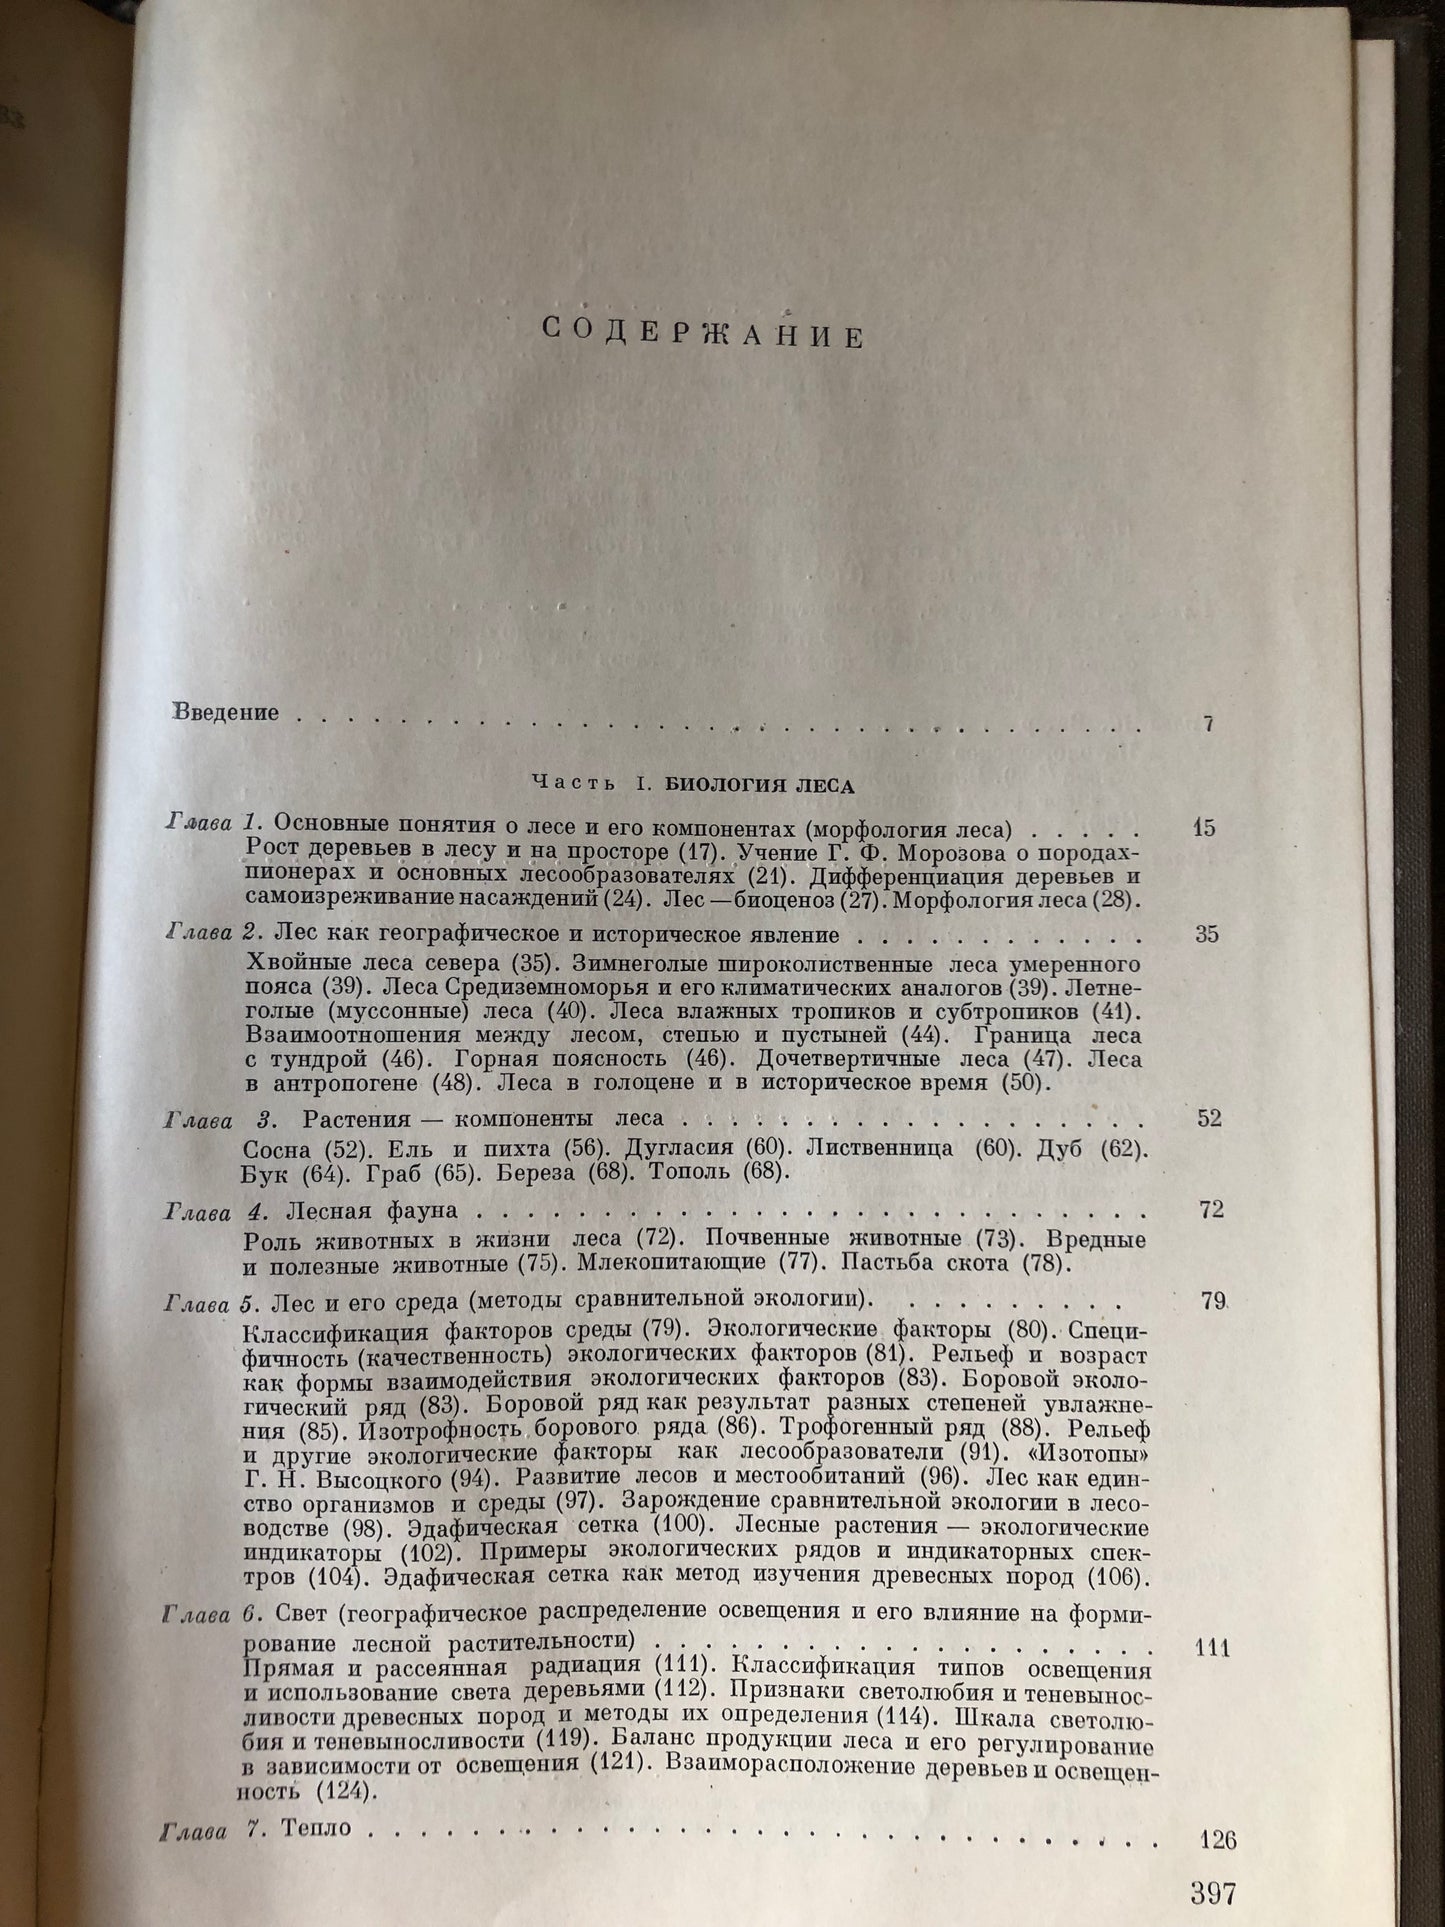 СОДЕРЖАНИЕ
Введение . . . . . . . . . . . . . . . . . . . . . . . . . . . . . . . . . 7
Часть I. БИОЛОГИЯ ЛЕСА
Глава 1. Основные понятия о лесе и его компонентах (морфология леса) . . . . . 15
Рост деревьев в лесу и на просторе (17). Учение Г. Ф. Морозова о породах-
пионерах и основных лесообразователях (21). Дифференциация деревьев и
самоизреживание насаждений (24). Лес — биоценоз (27). Морфология леса (28).
Глава 2. Лес как географическое и историческое явление . . . . . . . . . . . . 35
Хвойные леса севера (35). Зимнеголые широколиственные леса умеренного
пояса (39). Леса Средиземноморья и его климатических аналогов (39). Летне-
голые (муссонные) леса (40). Леса влажных тропиков и субтропиков (41).
Взаимоотношения между лесом, степью и пустыней (44). Граница леса
с тундрой (46). Горная поясность (46). Дочетвертичные леса (47). Леса
в антропогене (48). Леса в голоцене и в историческое время (50).
Глава 3. Растения — компоненты леса . . . . . . . . . . . . . . . . . . . 52
Сосна (52). Ель и пихта (56). Дугласия (60). Лиственница (60). Дуб (62).
Бук (64). Граб (65). Береза (68). Тополь (68).
Глава 4. Лесная фауна . . . . . . . . . . . . . . . . . . . . . . . . . . . 72
Роль животных в жизни леса (72). Почвенные животные (73). Вредные
и полезные животные (75). Млекопитающие (77). Пастьба скота (78).
Глава 5. Лес и его среда (методы сравнительной экологии). . . . . . . . . . 79
Классификация факторов среды (79). Экологические факторы (80). Специ-
фичность (качественность) экологических факторов (81). Рельеф и возраст
как формы взаимодействия экологических факторов (83). Боровой эколо-
гический ряд (83). Боровой ряд как результат разных степеней увлажне-
ния (85). Изотрофность борового ряда (86). Трофогенный ряд (88). Рельеф
и другие экологические факторы как лесообразователи (91). «Изотопы»
Г. Н. Высоцкого (94). Развитие лесов и местообитаний (96). Лес как един-
ство организмов и среды (97). Зарождение сравнительной экологии в лесо-
водстве (98). Эдафическая сетка (100). Лесные растения — экологические
индикаторы (102). Примеры экологических рядов и индикаторных спек-
тров (104). Эдафическая сетка как метод изучения древесных пород (106).
Глава 6. Свет (географическое распределение освещения и его влияние на форми-
рование лесной растительности) . . . . . . . . . . . . . . . . . . . . 111
Прямая и рассеянная радиация (111). Классификация типов освещения
и использование света деревьями (112). Признаки светолюбия и теневынос-
ливости древесных пород и методы их определения (114). Шкала светолю-
бия и теневыносливости (119). Баланс продукции леса и его регулирование
в зависимости от освещения (121). Взаиморасположение деревьев и освещен-
ность (124).
Глава 7. Тепло . . . . . . . . . . . . . . . . . . . . . . . . . . . . . . . 126
397